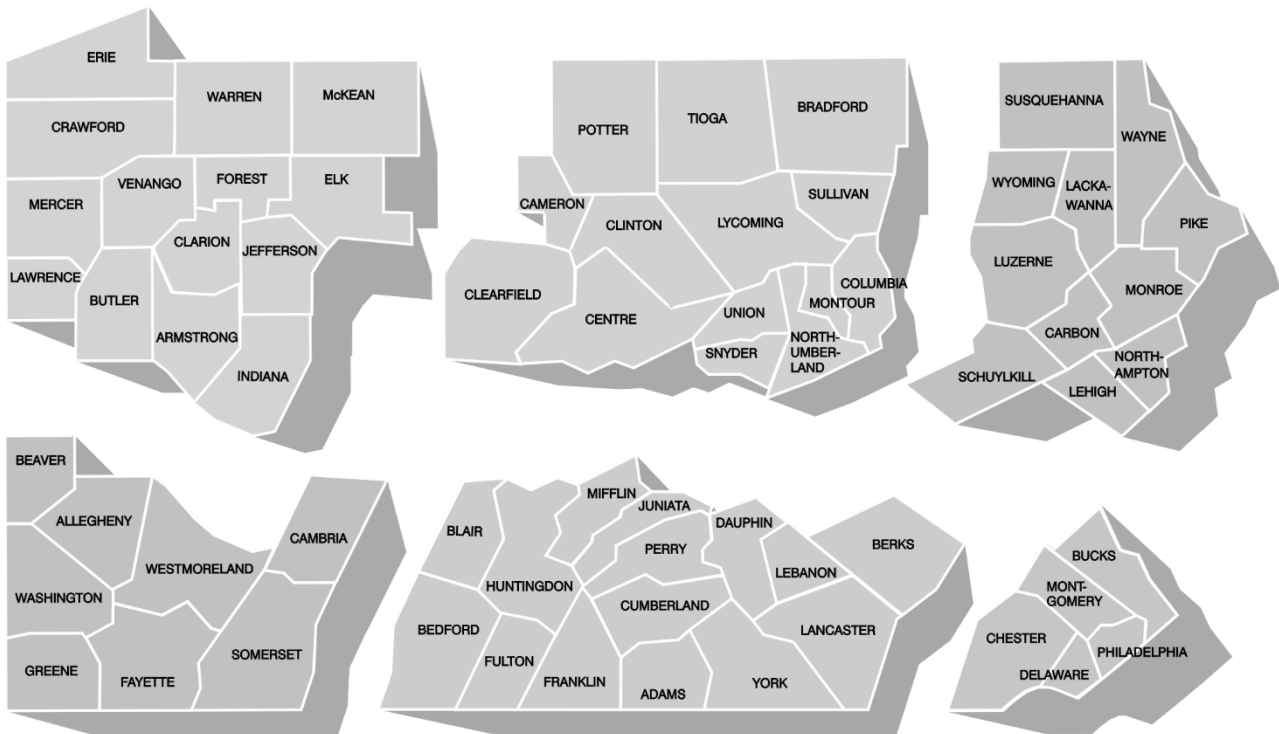 ERIE
WARREN
McKEAN
CRAWFORD
VENANGO
FOREST
ELK
MERCER
CLARION
JEFFERSON
LAWRENCE
BUTLER
ARMSTRONG
INDIANA
POTTER
TIOGA
BRADFORD
CAMERON
CLINTON
LYCOMING
SULLIVAN
CLEARFIELD
CENTRE
UNION
MONTOUR
COLUMBIA
SNYDER
NORTH-
UMBER-
LAND
SUSQUEHANNA
WAYNE
WYOMING
LACKA-
WANNA
PIKE
LUZERNE
MONROE
CARBON
SCHUYLKILL
LEHIGH
NORTH-
AMPTON
BEAVER
ALLEGHENY
WESTMORELAND
CAMBRIA
WASHINGTON
GREENE
FAYETTE
SOMERSET
MIFFLIN
JUNIATA
DAUPHIN
BLAIR
PERRY
LEBANON
BERKS
HUNTINGDON
CUMBERLAND
BEDFORD
LANCASTER
FULTON
FRANKLIN
ADAMS
YORK
BUCKS
MONT-
GOMERY
CHESTER
PHILADELPHIA
DELAWARE